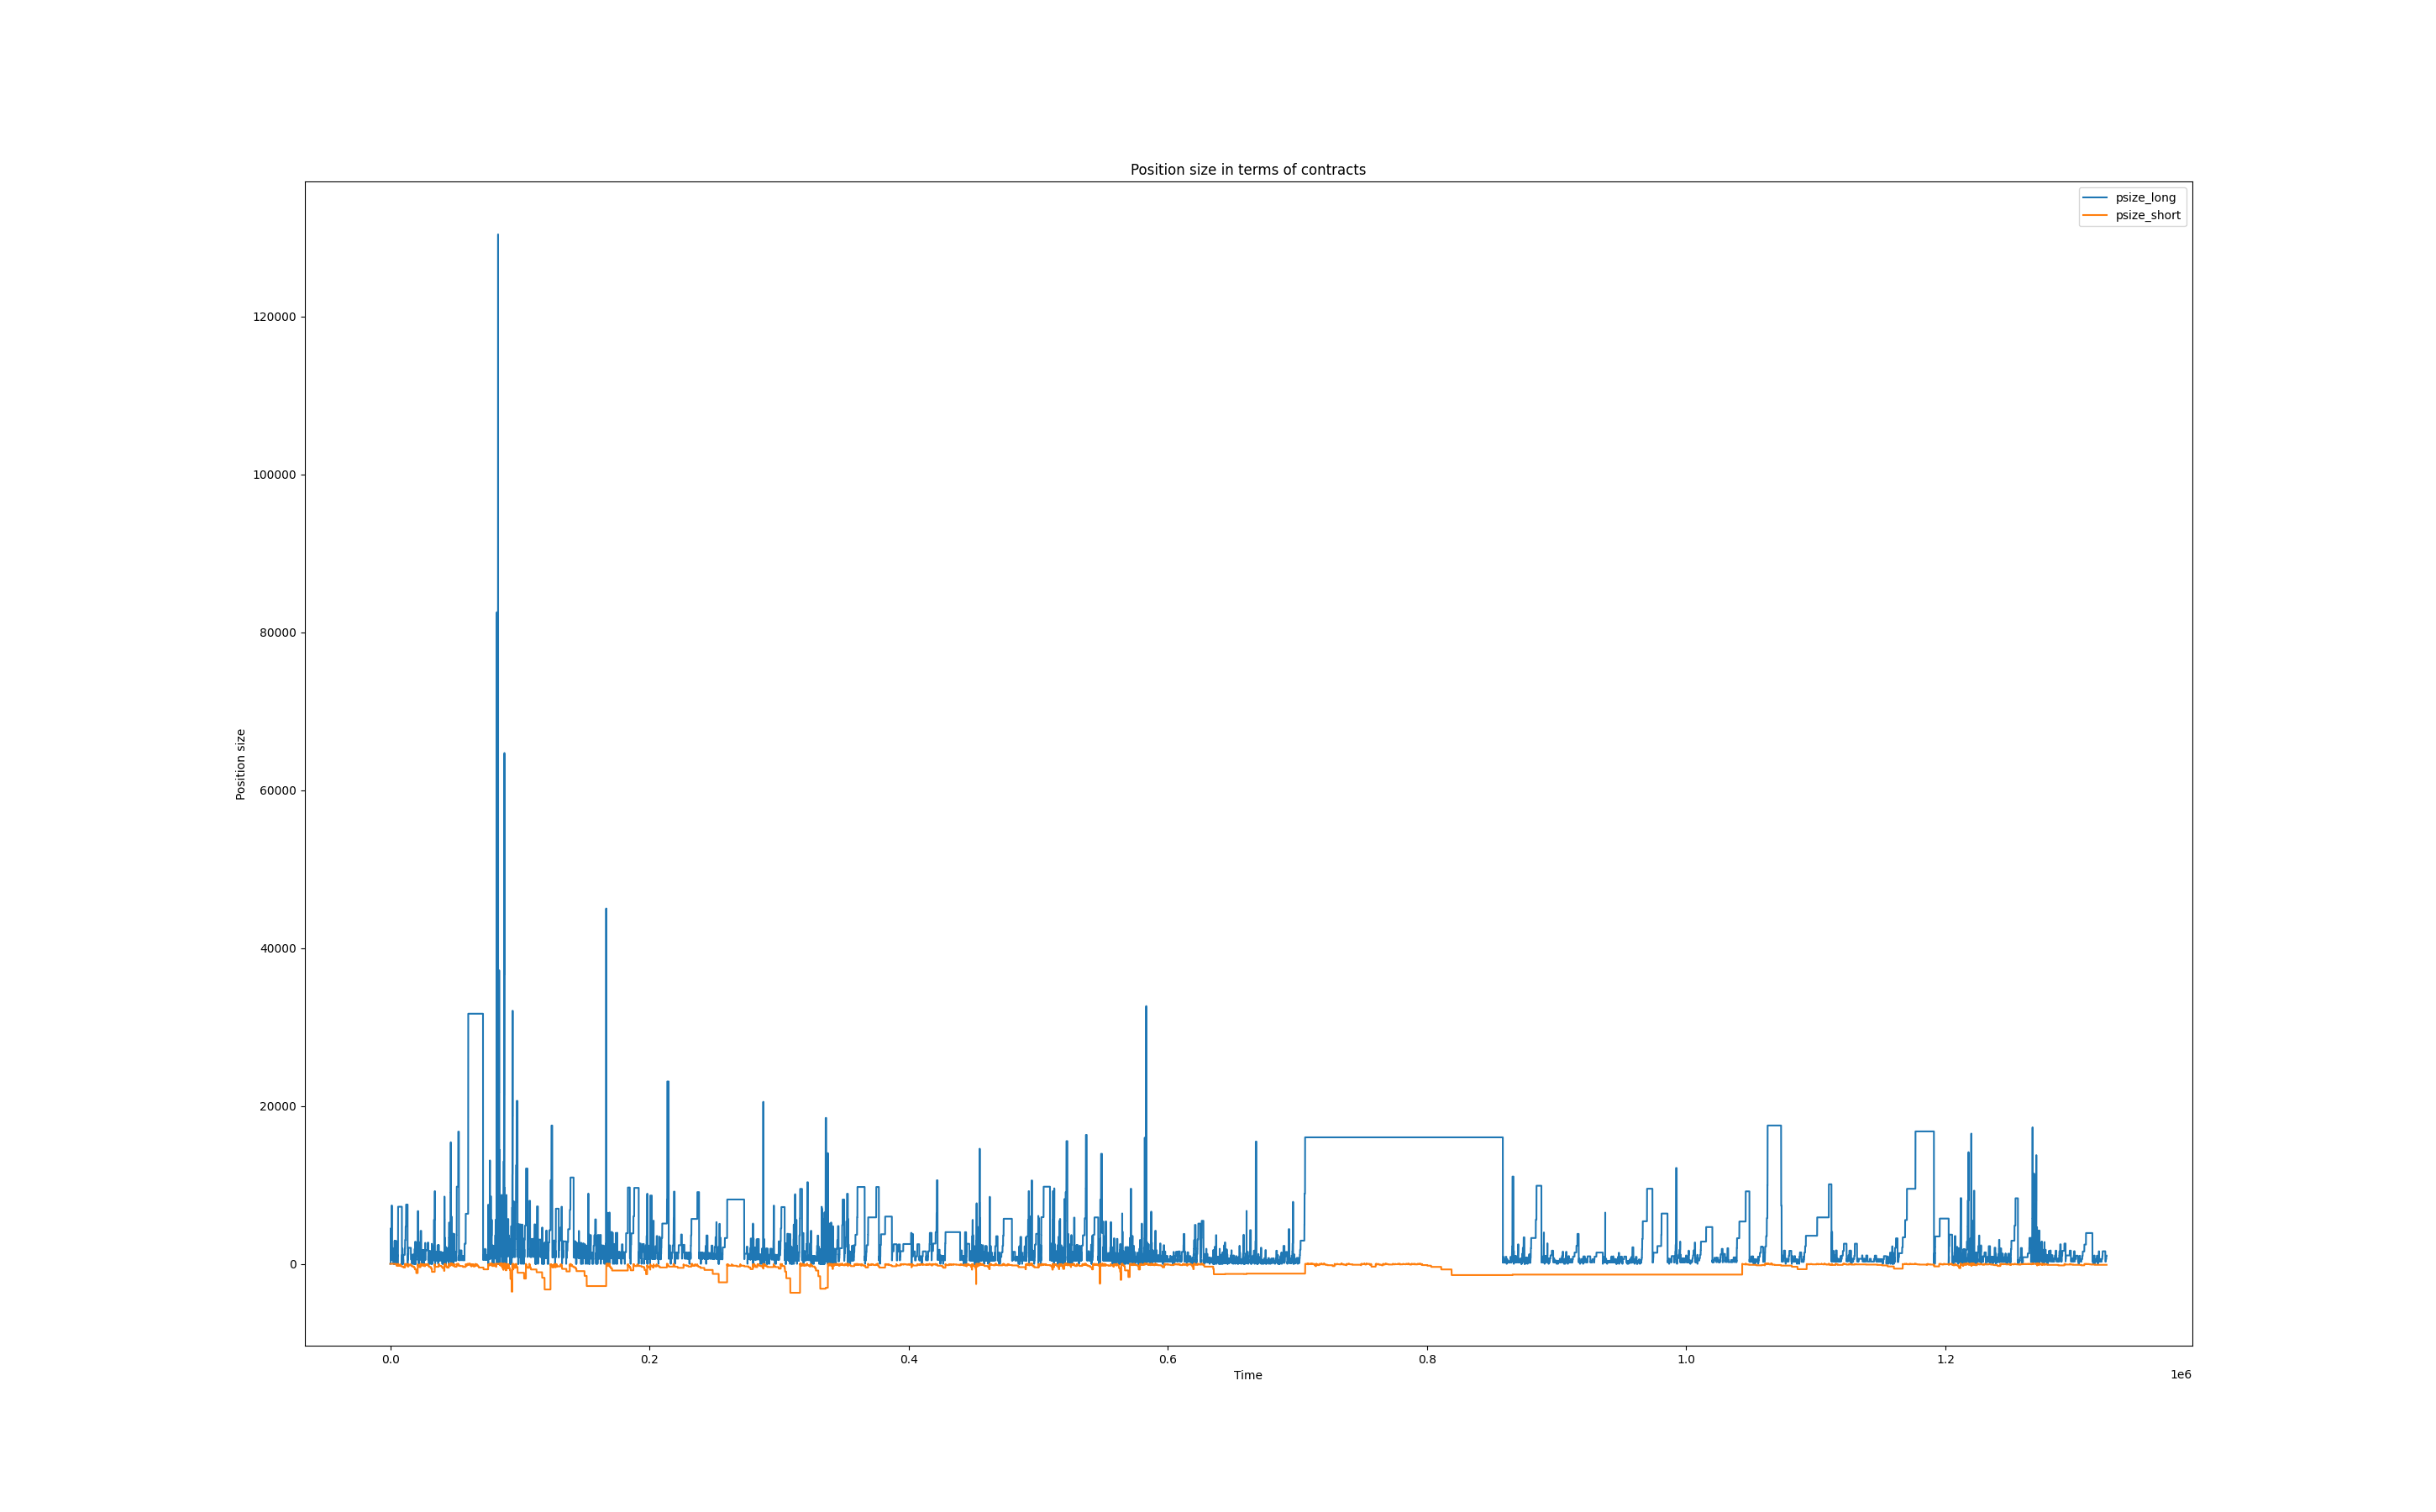 Position size in terms of contracts
psize_long
psize_short
120000
100000
80000
60000
40000
20000
0
Position size
0.0 0.2 0.4 0.6 0.8 1.0 1.2
Time
1e6